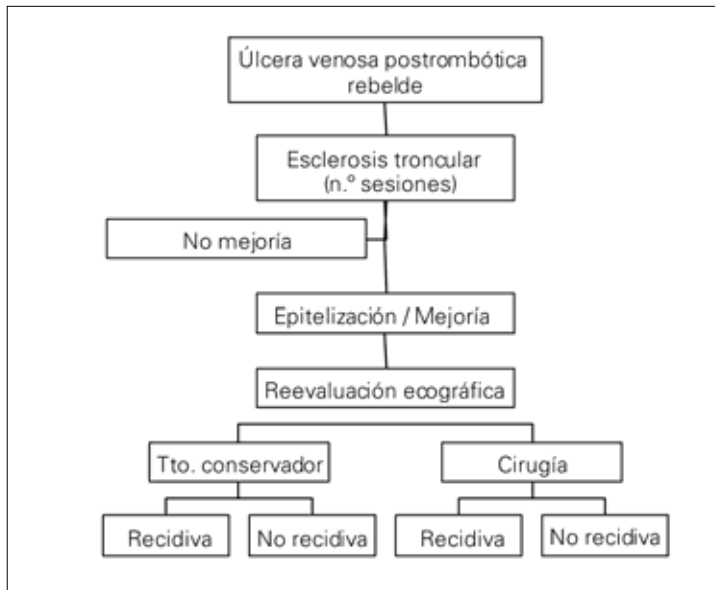 Úlcera venosa postrombótica
rebelde
Esclerosis troncular
(n.º sesiones)
No mejoría
Epitelización / Mejoría
Reevaluación ecográfica
Tto. conservador
Cirugía
Recidiva
No recidiva
Recidiva
No recidiva